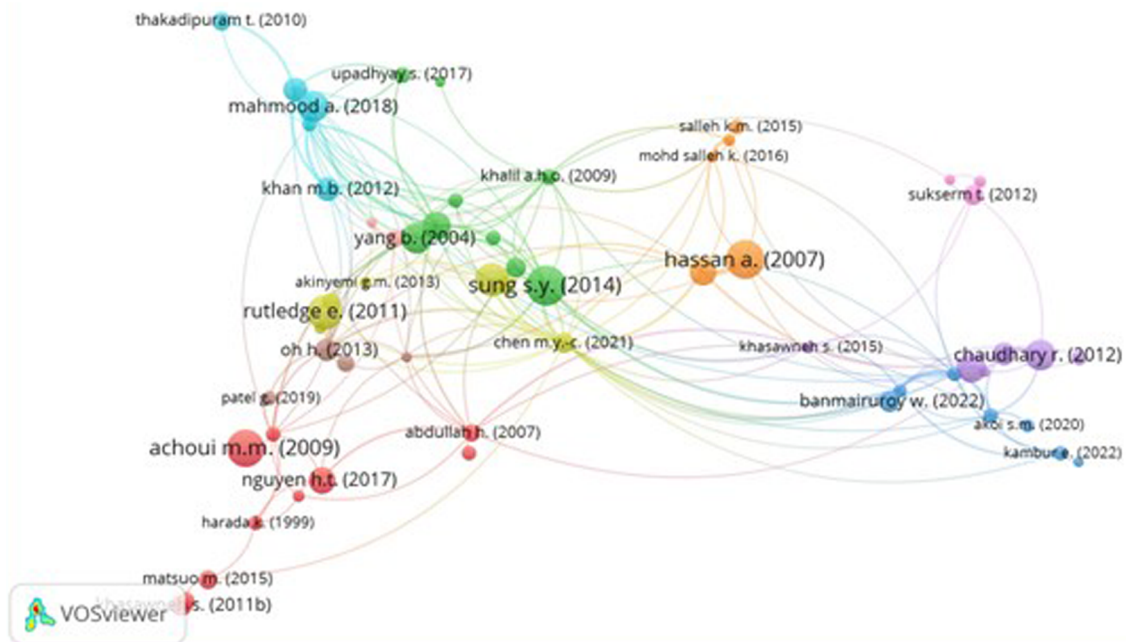 thakadipuram t. (2010)
upadhyay s. (2017)
mahmood a. (2018)
salleh k.m. (2015)
mohd salleh k. (2016)
khalil a.h.o. (2009)
khan m.b. (2012)
sukserm t. (2012)
yang b. (2004)
hassan a. (2007)
akinyemi g.m. (2013)
sung s.y. (2014)
rutledge e. (2011)
chen m.y.-c. (2021)
oh h. (2013)
khasawneh s. (2015)
chaudhary r. (2012)
patel g. (2019)
banmairuroy w. (2022)
akoi s.m. (2020)
abdullah h. (2007)
achoui m.m. (2009)
kambur e. (2022)
nguyen h.t. (2017)
harada k. (1999)
matsuo m. (2015)
khasawneh s. (2011b)
VOSviewer